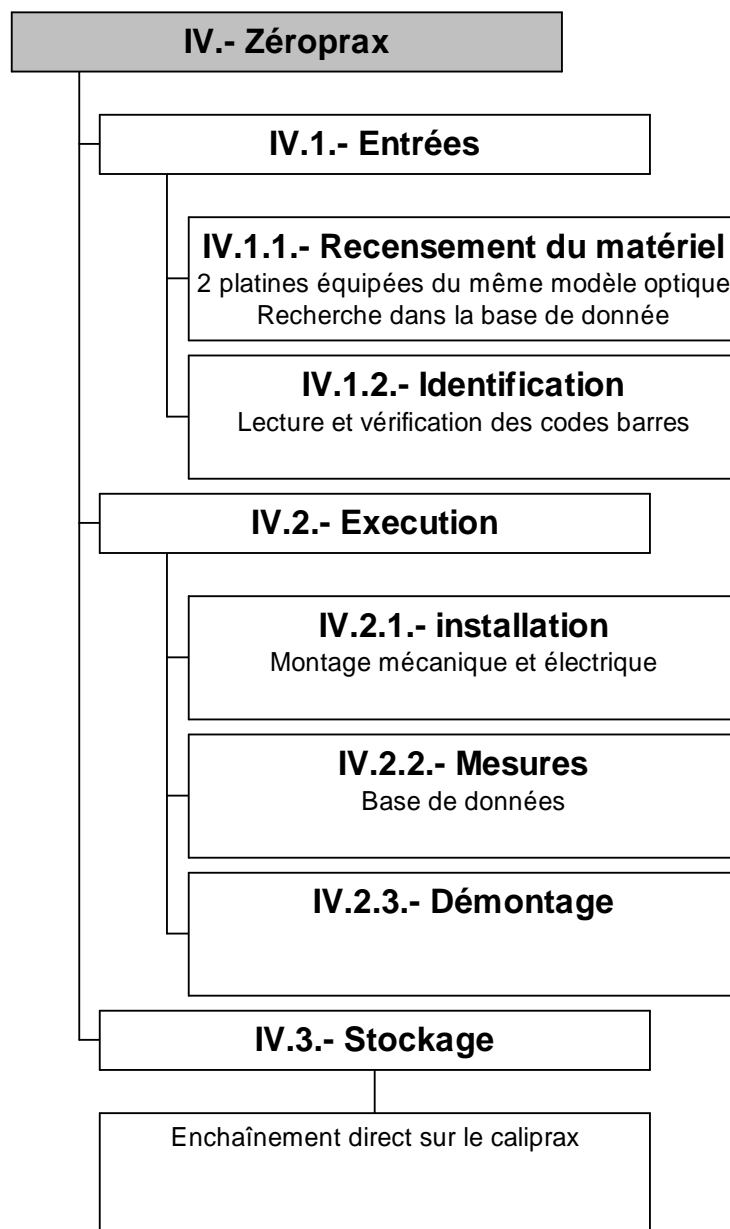 IV.- Zéroprax
IV.1.- Entrées
IV.1.1.- Recensement du matériel
2 platines équipées du même modèle optique
Recherche dans la base de donnée
IV.1.2.- Identification
Lecture et vérification des codes barres
IV.2.- Execution
IV.2.1.- installation
Montage mécanique et électrique
IV.2.2.- Mesures
Base de données
IV.2.3.- Démontage
IV.3.- Stockage
Enchaînement direct sur le caliprax